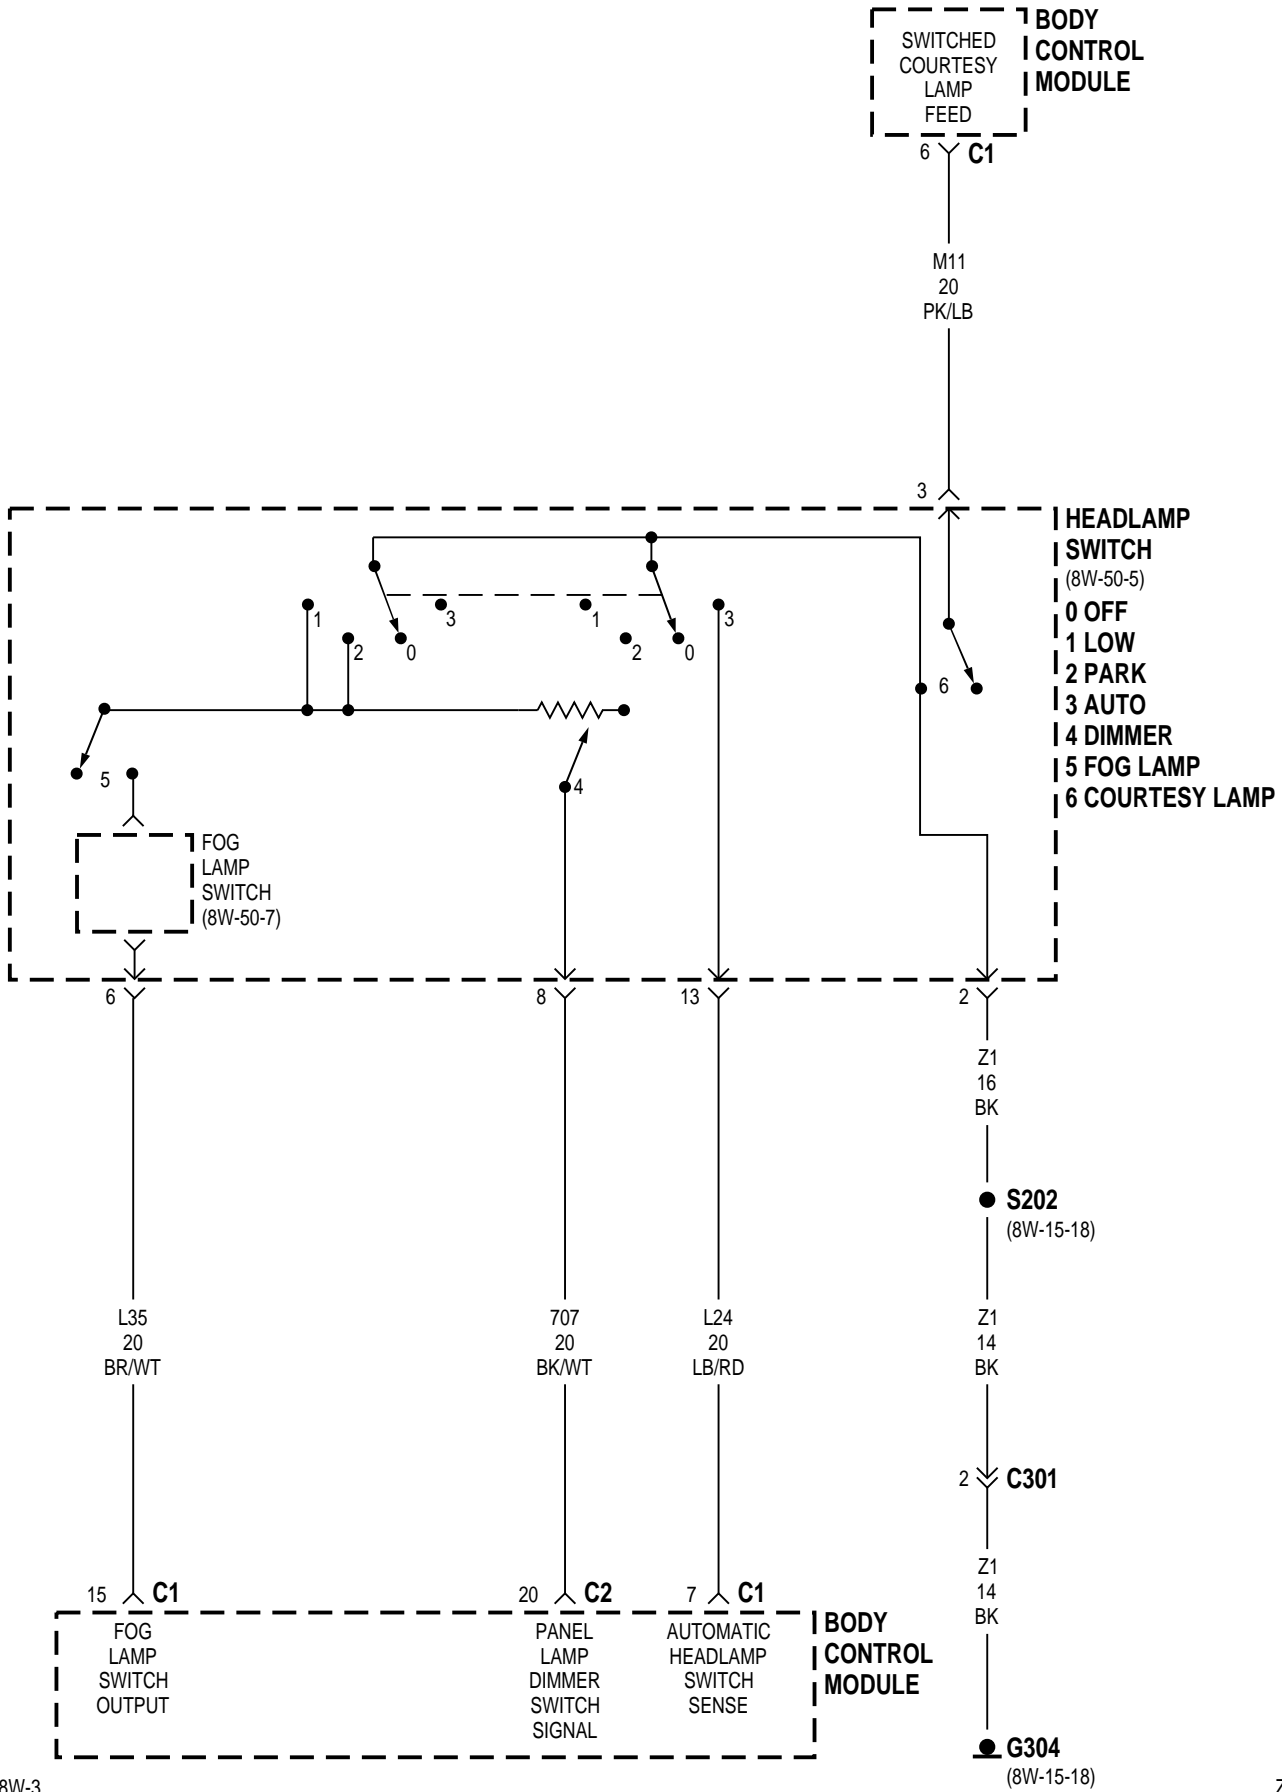 SWITCHED
COURTESY
LAMP
FEED
BODY
CONTROL
MODULE
6 C1
M11
20
PK/LB
3
HEADLAMP
SWITCH
(8W-50-5)
0 OFF
1 LOW
2 PARK
3 AUTO
4 DIMMER
5 FOG LAMP
6 COURTESY LAMP
1 3 1 3
2 0 2 0
6
5 4
FOG
LAMP
SWITCH
(8W-50-7)
6 8 13 2
Z1
16
BK
S202
(8W-15-18)
L35
20
BR/WT
707
20
BK/WT
L24
20
LB/RD
Z1
14
BK
2 C301
Z1
14
BK
15 C1
20 C2
7 C1
FOG
LAMP
SWITCH
OUTPUT
PANEL
LAMP
DIMMER
SWITCH
SIGNAL
AUTOMATIC
HEADLAMP
SWITCH
SENSE
BODY
CONTROL
MODULE
G304
(8W-15-18)
8W-3